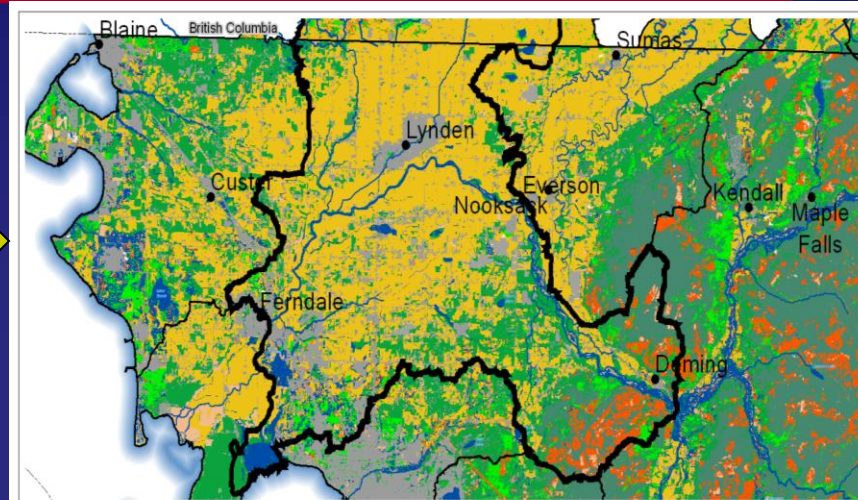 Blaine
British Columbia
Sumas
Lynden
Custer
Everson
Nooksack
Kendall
Maple
Falls
Ferndale
Deming